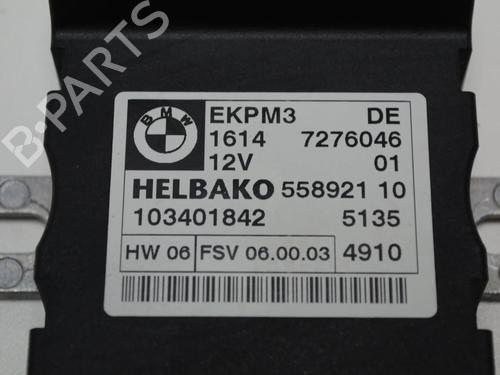 B-PARTS
BMW
EKPM3 DE
1614 7276046
12V 01
HELBAKO 558921 10
103401842 5135
HW 06 FSV 06.00.03 4910